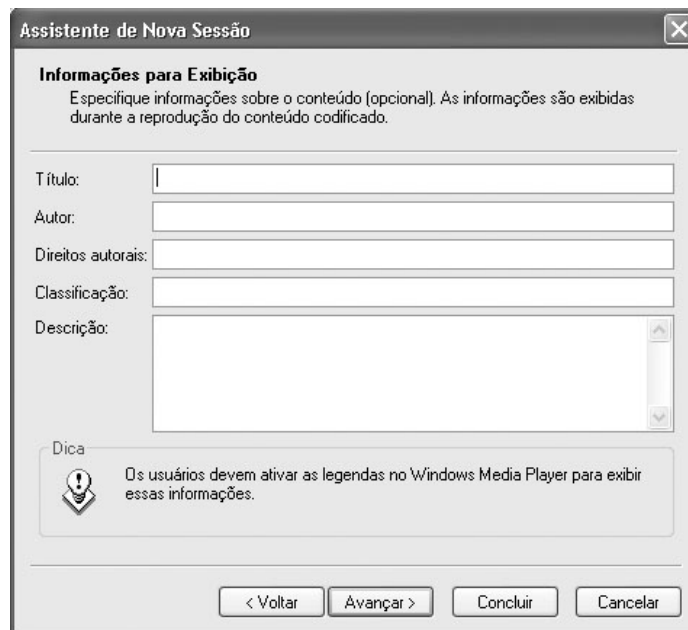 Assistente de Nova Sessão
Informações para Exibição
Especifique informações sobre o conteúdo (opcional). As informações são exibidas
durante a reprodução do conteúdo codificado.
Título:
Autor:
Direitos autorais:
Classificação:
Descrição:
Dica
Os usuários devem ativar as legendas no Windows Media Player para exibir
essas informações.
< Voltar Avançar > Concluir Cancelar